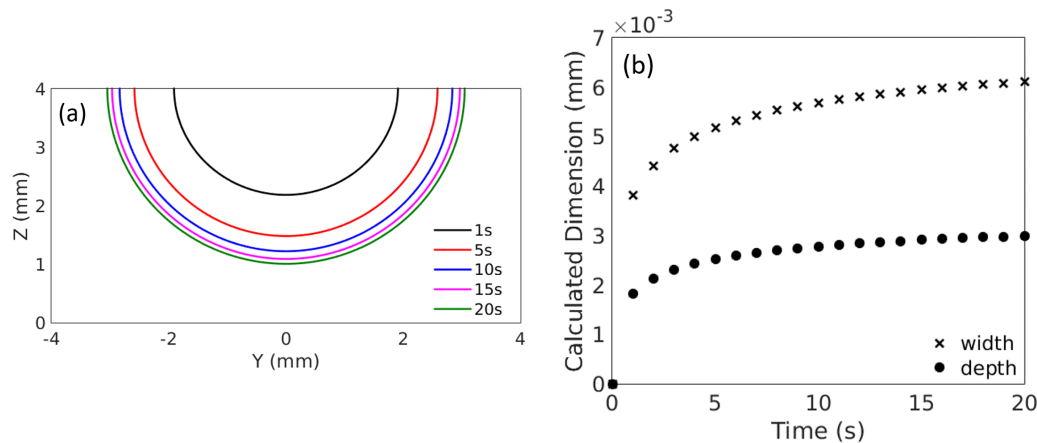 (a)
4
3
2
1
0
Z (mm)
-4
-2
0
2
4
Y (mm)
1s
5s
10s
15s
20s
×10⁻³
(b)
7
6
5
4
3
2
1
0
Calculated Dimension (mm)
0
5
10
15
20
Time (s)
width
depth